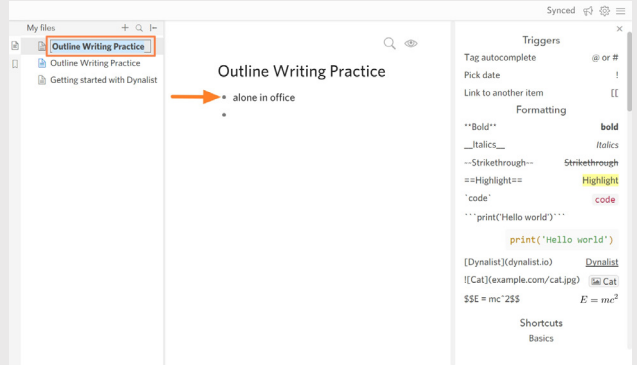 Synced
My files
Outline Writing Practice
Outline Writing Practice
Getting started with Dynalist
Outline Writing Practice
alone in office
Triggers
Tag autocomplete @ or #
Pick date !
Link to another item [[
Formatting
**Bold** bold
__Italics__ Italics
~~Strikethrough~~ Strikethrough
==Highlight== Highlight
`code` code
```print('Hello world')```
print('Hello world')
[Dynalist](dynalist.io) Dynalist
![Cat](example.com/cat.jpg) Cat
$$E = mc^2$$ E = mc²
Shortcuts
Basics